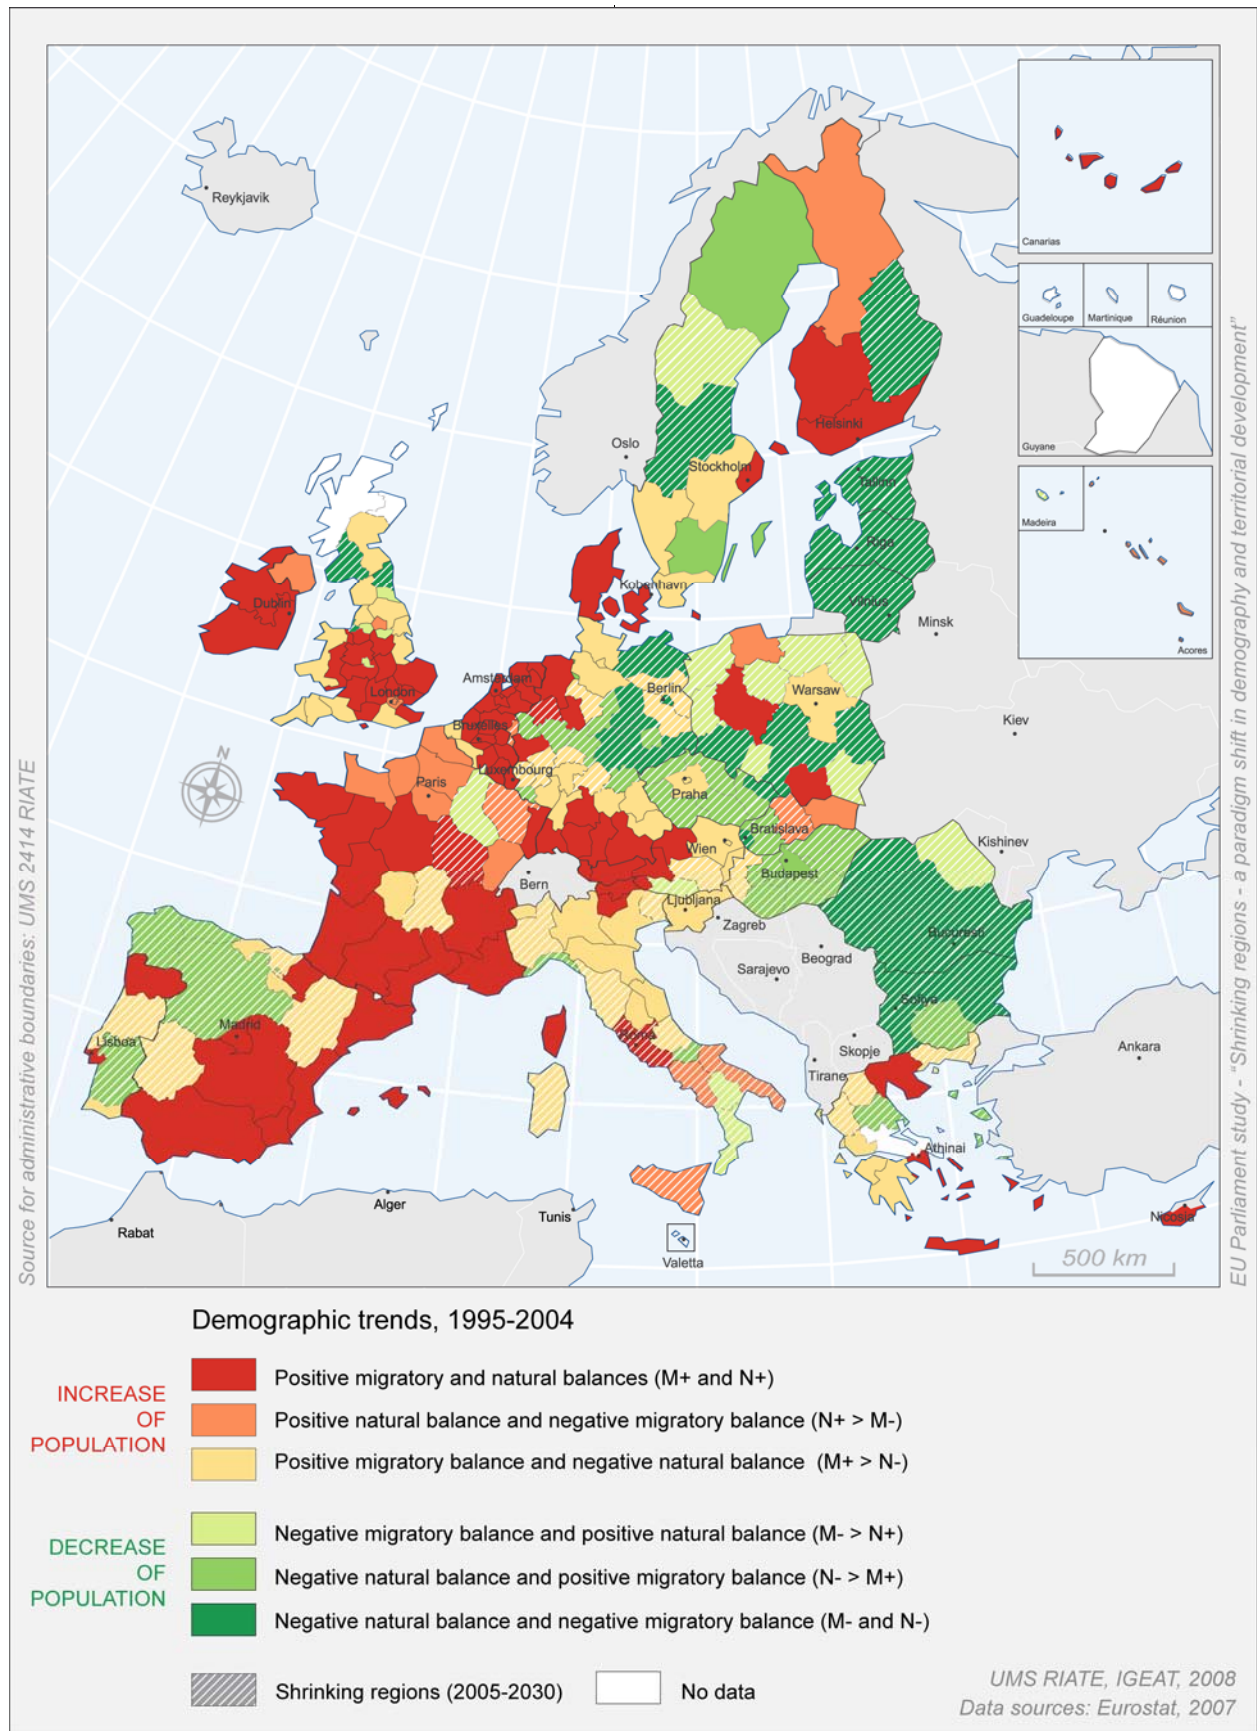 Reykjavik
Canarias
Guadeloupe
Martinique
Réunion
Guyane
Madeira
Acores
Oslo
Stockholm
Helsinki
Tallinn
Riga
Vilnius
Minsk
Kobenhavn
Dublin
London
Amsterdam
Berlin
Warsaw
Bruxelles
Kiev
Luxembourg
Paris
Praha
N
Bratislava
Wien
Kishinev
Budapest
Bern
Ljubljana
Zagreb
Bucuresti
Beograd
Sarajevo
Sofiya
Madrid
Lisboa
Roma
Skopje
Ankara
Tirane
Athinai
Alger
Tunis
Rabat
Nicosia
Valetta
500 km
Source for administrative boundaries: UMS 2414 RIATE
EU Parliament study - "Shrinking regions - a paradigm shift in demography and territorial development"
Demographic trends, 1995-2004
INCREASE
OF
POPULATION
Positive migratory and natural balances (M+ and N+)
Positive natural balance and negative migratory balance (N+ > M-)
Positive migratory balance and negative natural balance (M+ > N-)
DECREASE
OF
POPULATION
Negative migratory balance and positive natural balance (M- > N+)
Negative natural balance and positive migratory balance (N- > M+)
Negative natural balance and negative migratory balance (M- and N-)
Shrinking regions (2005-2030)
No data
UMS RIATE, IGEAT, 2008
Data sources: Eurostat, 2007